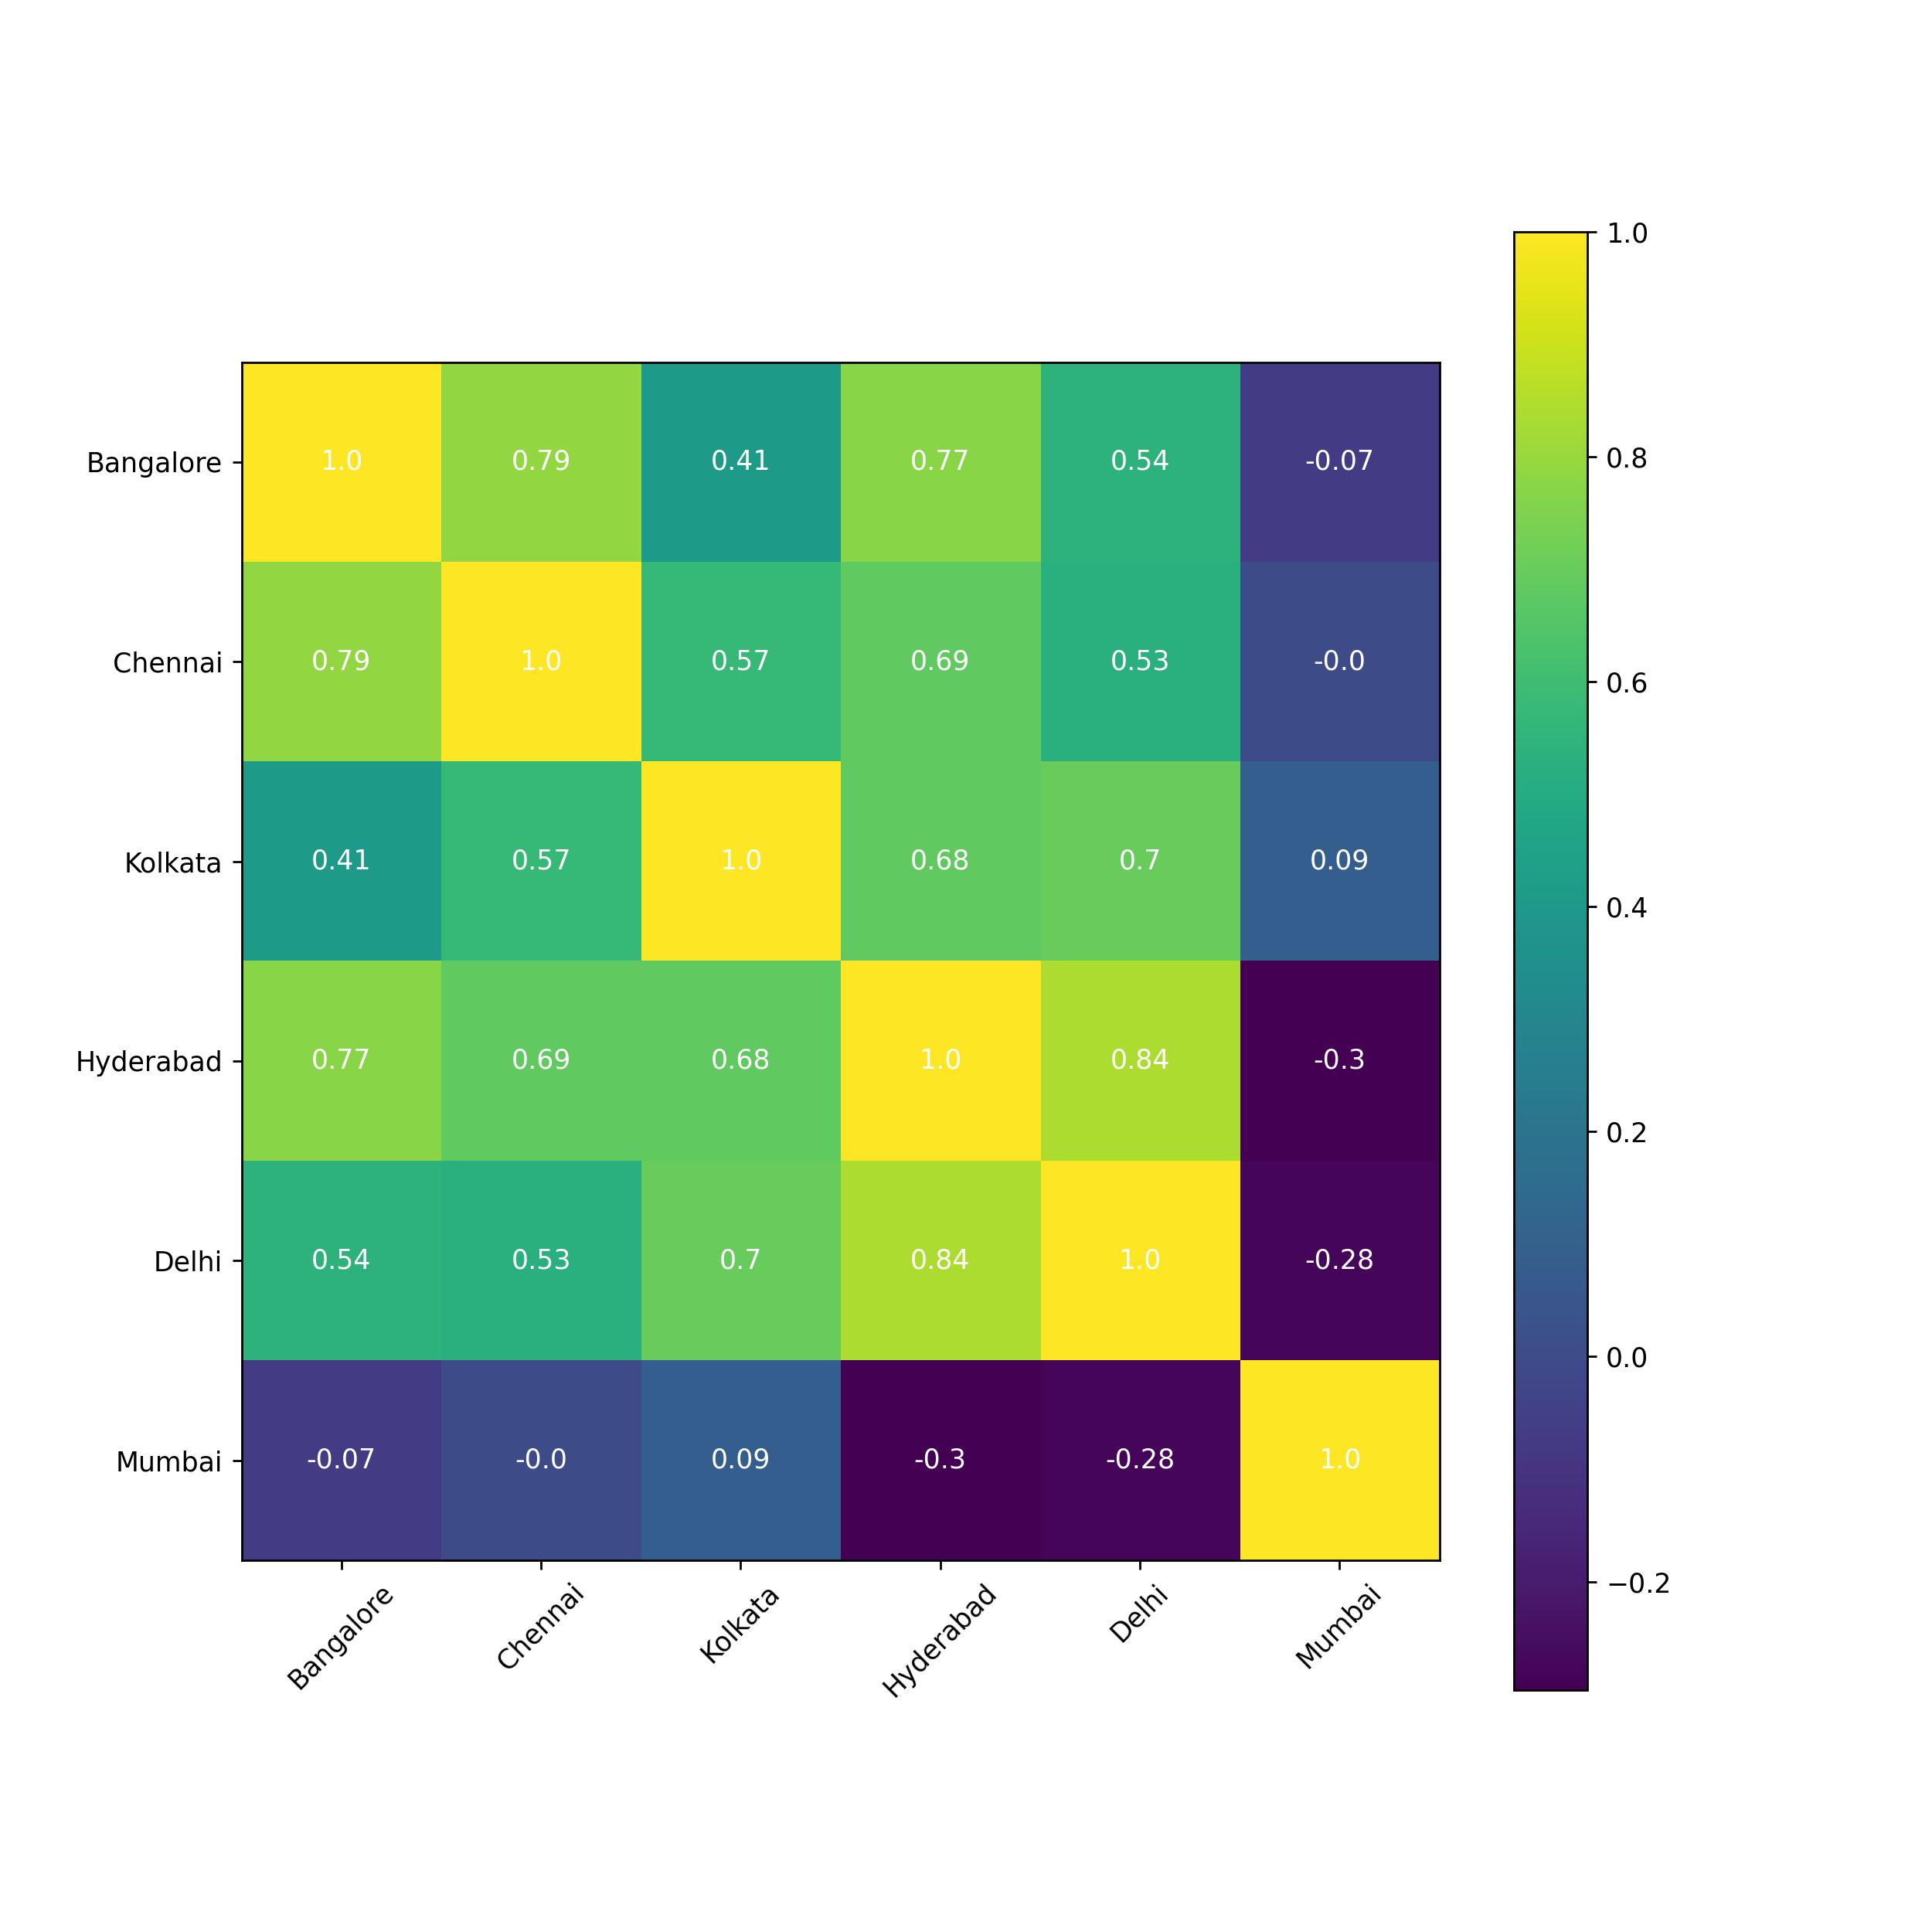 1.0
Bangalore 1.0 0.79 0.41 0.77 0.54 -0.07
0.8
Chennai 0.79 1.0 0.57 0.69 0.53 -0.0
0.6
Kolkata 0.41 0.57 1.0 0.68 0.7 0.09
0.4
Hyderabad 0.77 0.69 0.68 1.0 0.84 -0.3
0.2
Delhi 0.54 0.53 0.7 0.84 1.0 -0.28
0.0
Mumbai -0.07 -0.0 0.09 -0.3 -0.28 1.0
−0.2
Bangalore Chennai Kolkata Hyderabad Delhi Mumbai